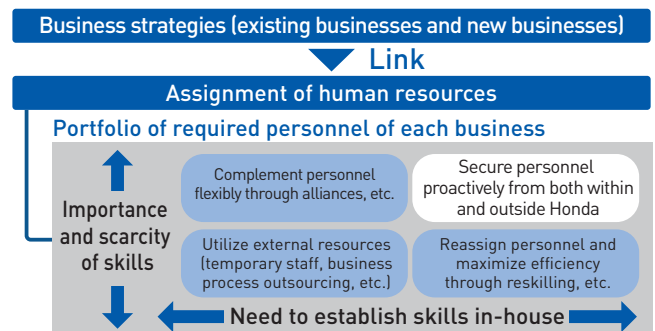 Business strategies (existing businesses and new businesses)
Link
Assignment of human resources
Portfolio of required personnel of each business
Importance
and scarcity
of skills
Complement personnel
flexibly through alliances, etc.
Secure personnel
proactively from both within
and outside Honda
Utilize external resources
(temporary staff, business
process outsourcing, etc.)
Reassign personnel and
maximize efficiency
through reskilling, etc.
Need to establish skills in-house